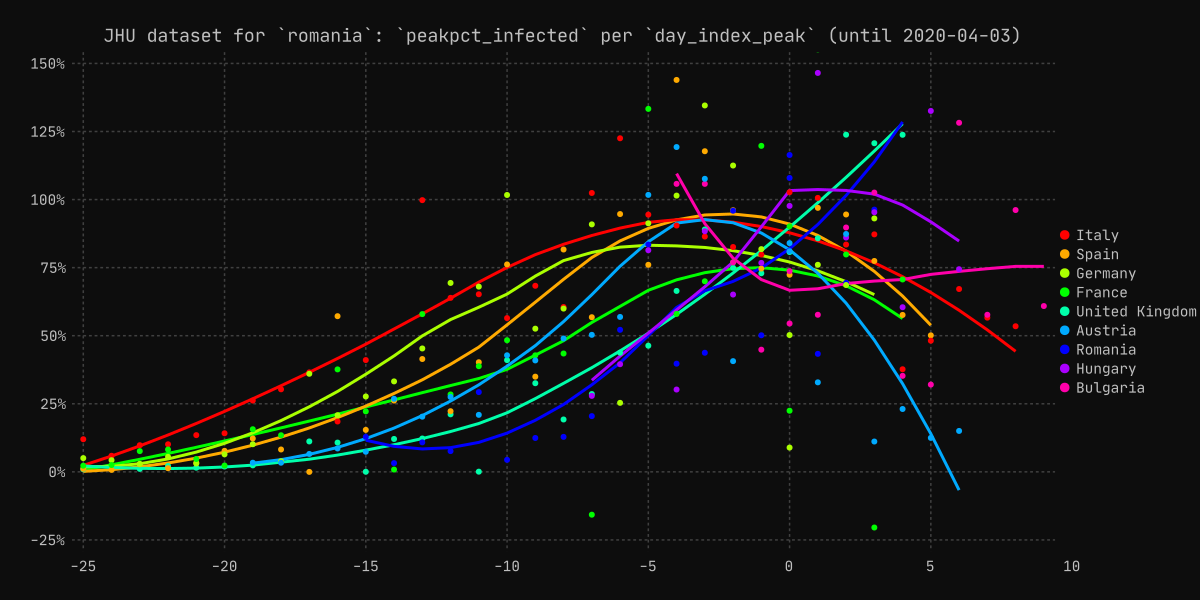 JHU dataset for `romania`: `peakpct_infected` per `day_index_peak` (until 2020-04-03)
150%
125%
100%
75%
50%
25%
0%
-25%
-25 -20 -15 -10 -5 0 5 10
Italy
Spain
Germany
France
United Kingdom
Austria
Romania
Hungary
Bulgaria